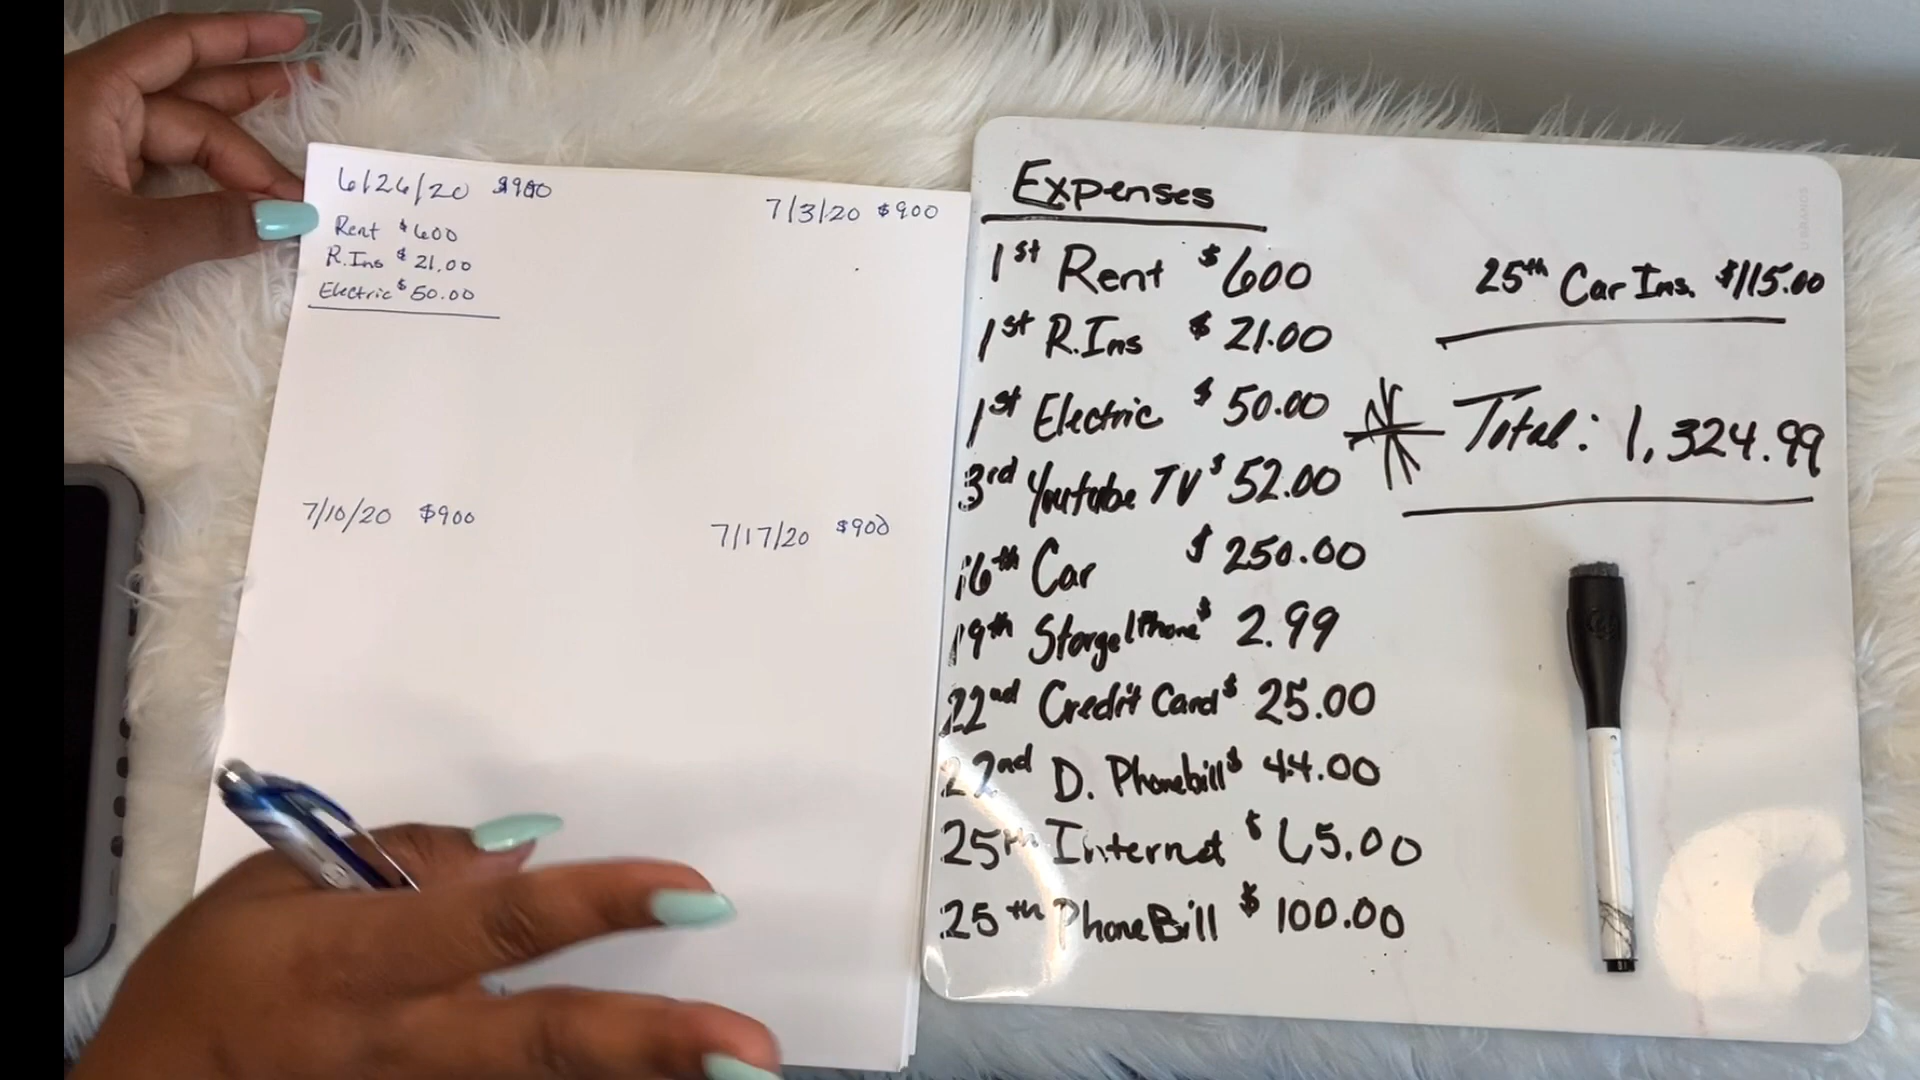 6/26/20 $900
Rent $600
R.Ins $21.00
Electric $50.00
7/3/20 $900
7/10/20 $900
7/17/20 $900
Expenses
1st Rent $600
1st R.Ins $21.00
1st Electric $50.00
3rd Youtube TV $52.00
16th Car $250.00
19th Storge IPhone $2.99
22nd Credit Card $25.00
22nd D. Phonebill $44.00
25th Internet $65.00
25th Phone Bill $100.00
25th Car Ins. $115.00
Total: 1,324.99